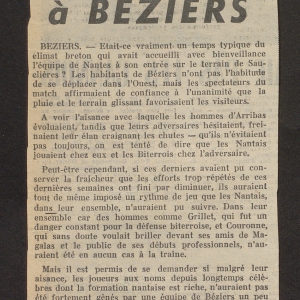 à BÉZIERS
BEZIERS. — Etait-ce vraiment un temps typique du
climat breton qui avait accueilli avec bienveillance
l'équipe de Nantes à son entrée sur le terrain de Sau-
clières ? Les habitants de Béziers n'ont pas l'habitude
de se déplacer dans l'Ouest, mais les spectateurs du
match affirmaient de confiance à l'unanimité que la
pluie et le terrain glissant favorisaient les visiteurs.
A voir l'aisance avec laquelle les hommes d'Arribas
évoluaient, tandis que leurs adversaires hésitaient, frei-
naient leur élan craignant les chutes — qu'ils n'évitaient
pas toujours, on est tenté de dire que les Nantais
jouaient chez eux et les Biterrois chez l'adversaire.
Peut-être cependant, si ces derniers avaient pu conser-
ver la fraîcheur que les efforts trop répétés de ces
dernières semaines ont fini par diminuer, ils auraient
tout de même imposé un rythme de jeu que les Nantais,
dans leur ensemble, n'auraient pu suivre. Dans leur
ensemble car des hommes comme Grillet, qui fut un
danger constant pour la défense biterroise, et Couronne,
qui sans doute voulait briller devant ses amis de Ma-
galas et le public de ses débuts professionnels, n'au-
raient été en aucun cas à la traîne.
Mais il est permis de se demander si malgré leur
aisance, les joueurs aux noms depuis longtemps célè-
bres dont la formation nantaise est riche, n'auraient pas
été fortement gênés par une équipe de Béziers un peu